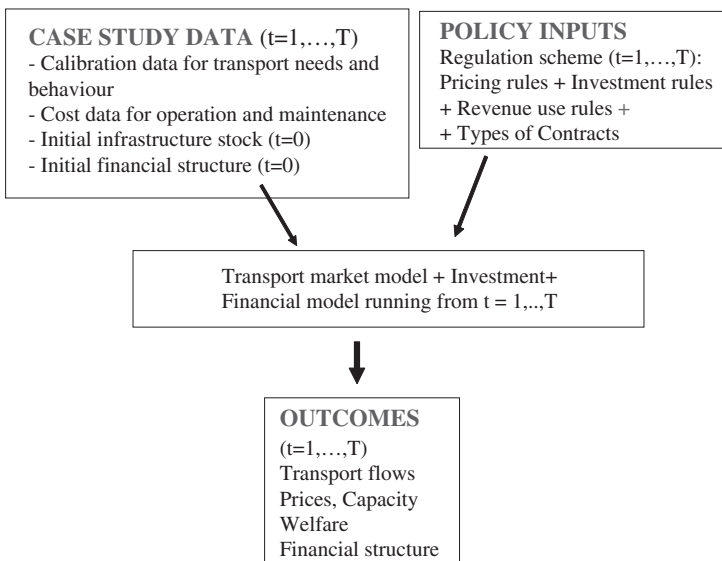 CASE STUDY DATA (t=1,…,T)
- Calibration data for transport needs and
behaviour
- Cost data for operation and maintenance
- Initial infrastructure stock (t=0)
- Initial financial structure (t=0)
POLICY INPUTS
Regulation scheme (t=1,…,T):
Pricing rules + Investment rules
+ Revenue use rules +
+ Types of Contracts
Transport market model + Investment+
Financial model running from t = 1,..,T
OUTCOMES
(t=1,…,T)
Transport flows
Prices, Capacity
Welfare
Financial structure